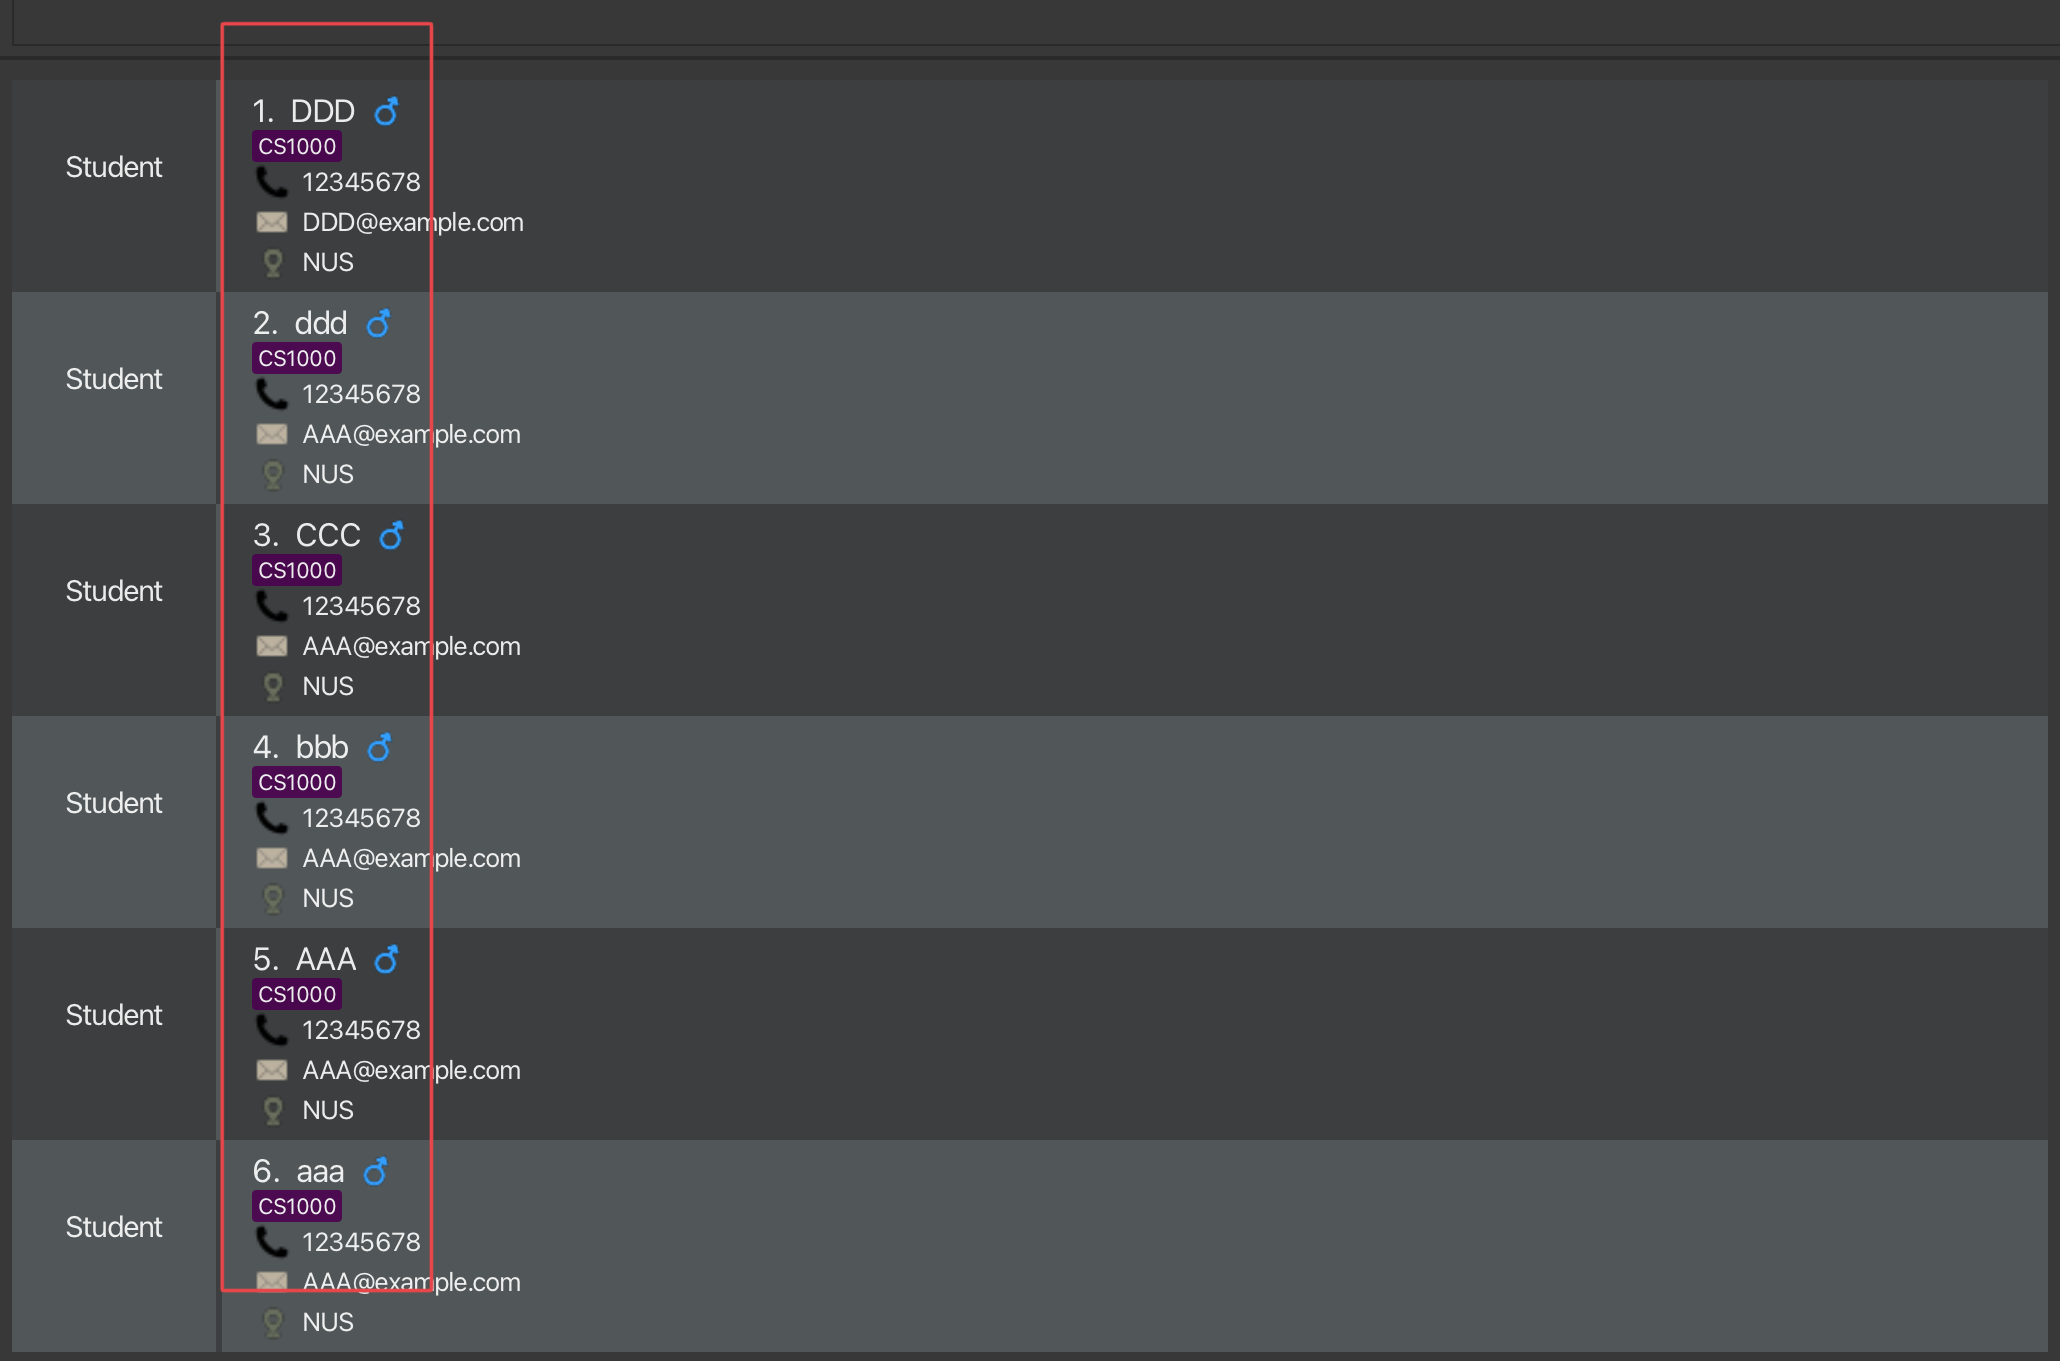 Student
1. DDD
CS1000
12345678
DDD@example.com
NUS
Student
2. ddd
CS1000
12345678
AAA@example.com
NUS
Student
3. CCC
CS1000
12345678
AAA@example.com
NUS
Student
4. bbb
CS1000
12345678
AAA@example.com
NUS
Student
5. AAA
CS1000
12345678
AAA@example.com
NUS
Student
6. aaa
CS1000
12345678
AAA@example.com
NUS